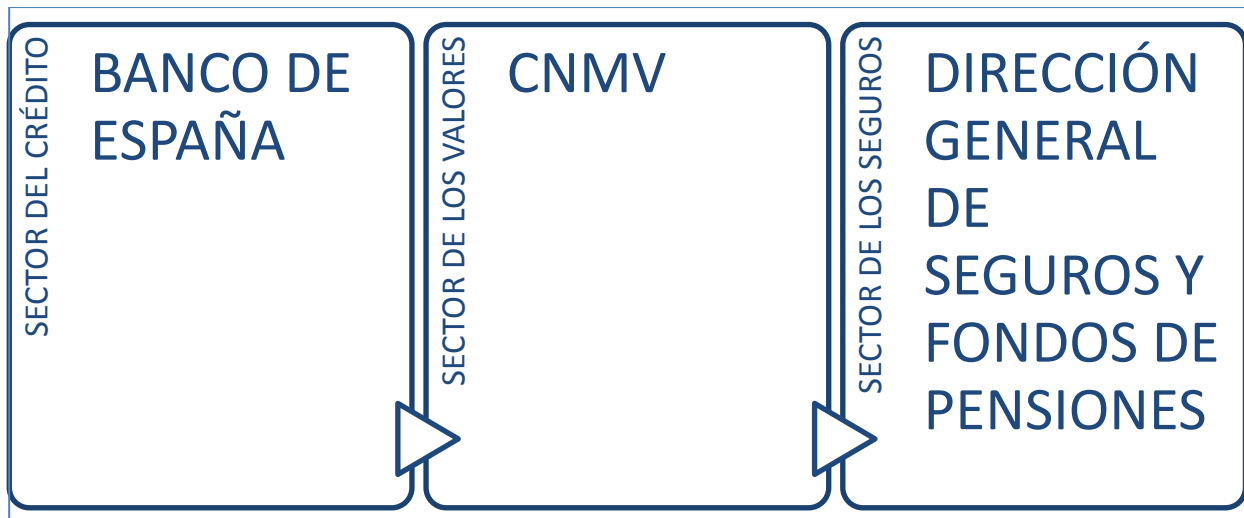 SECTOR DEL CRÉDITO
BANCO DE
ESPAÑA
SECTOR DE LOS VALORES
CNMV
SECTOR DE LOS SEGUROS
DIRECCIÓN
GENERAL
DE
SEGUROS Y
FONDOS DE
PENSIONES